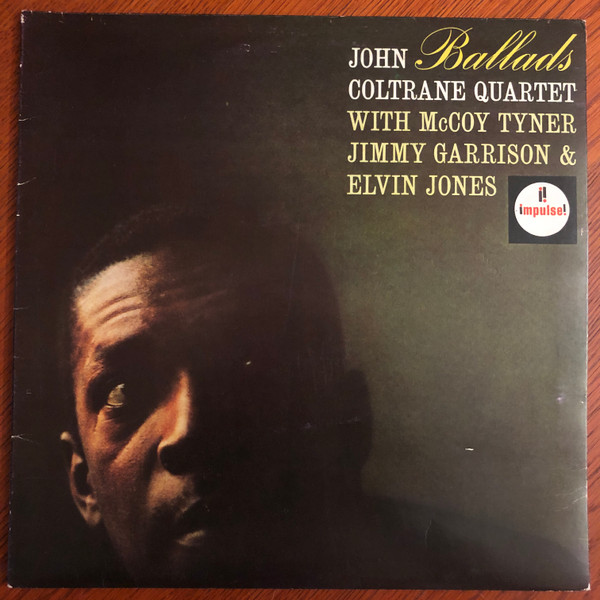 JOHN Ballads
COLTRANE QUARTET
WITH McCOY TYNER
JIMMY GARRISON &
ELVIN JONES
i!
impulse!